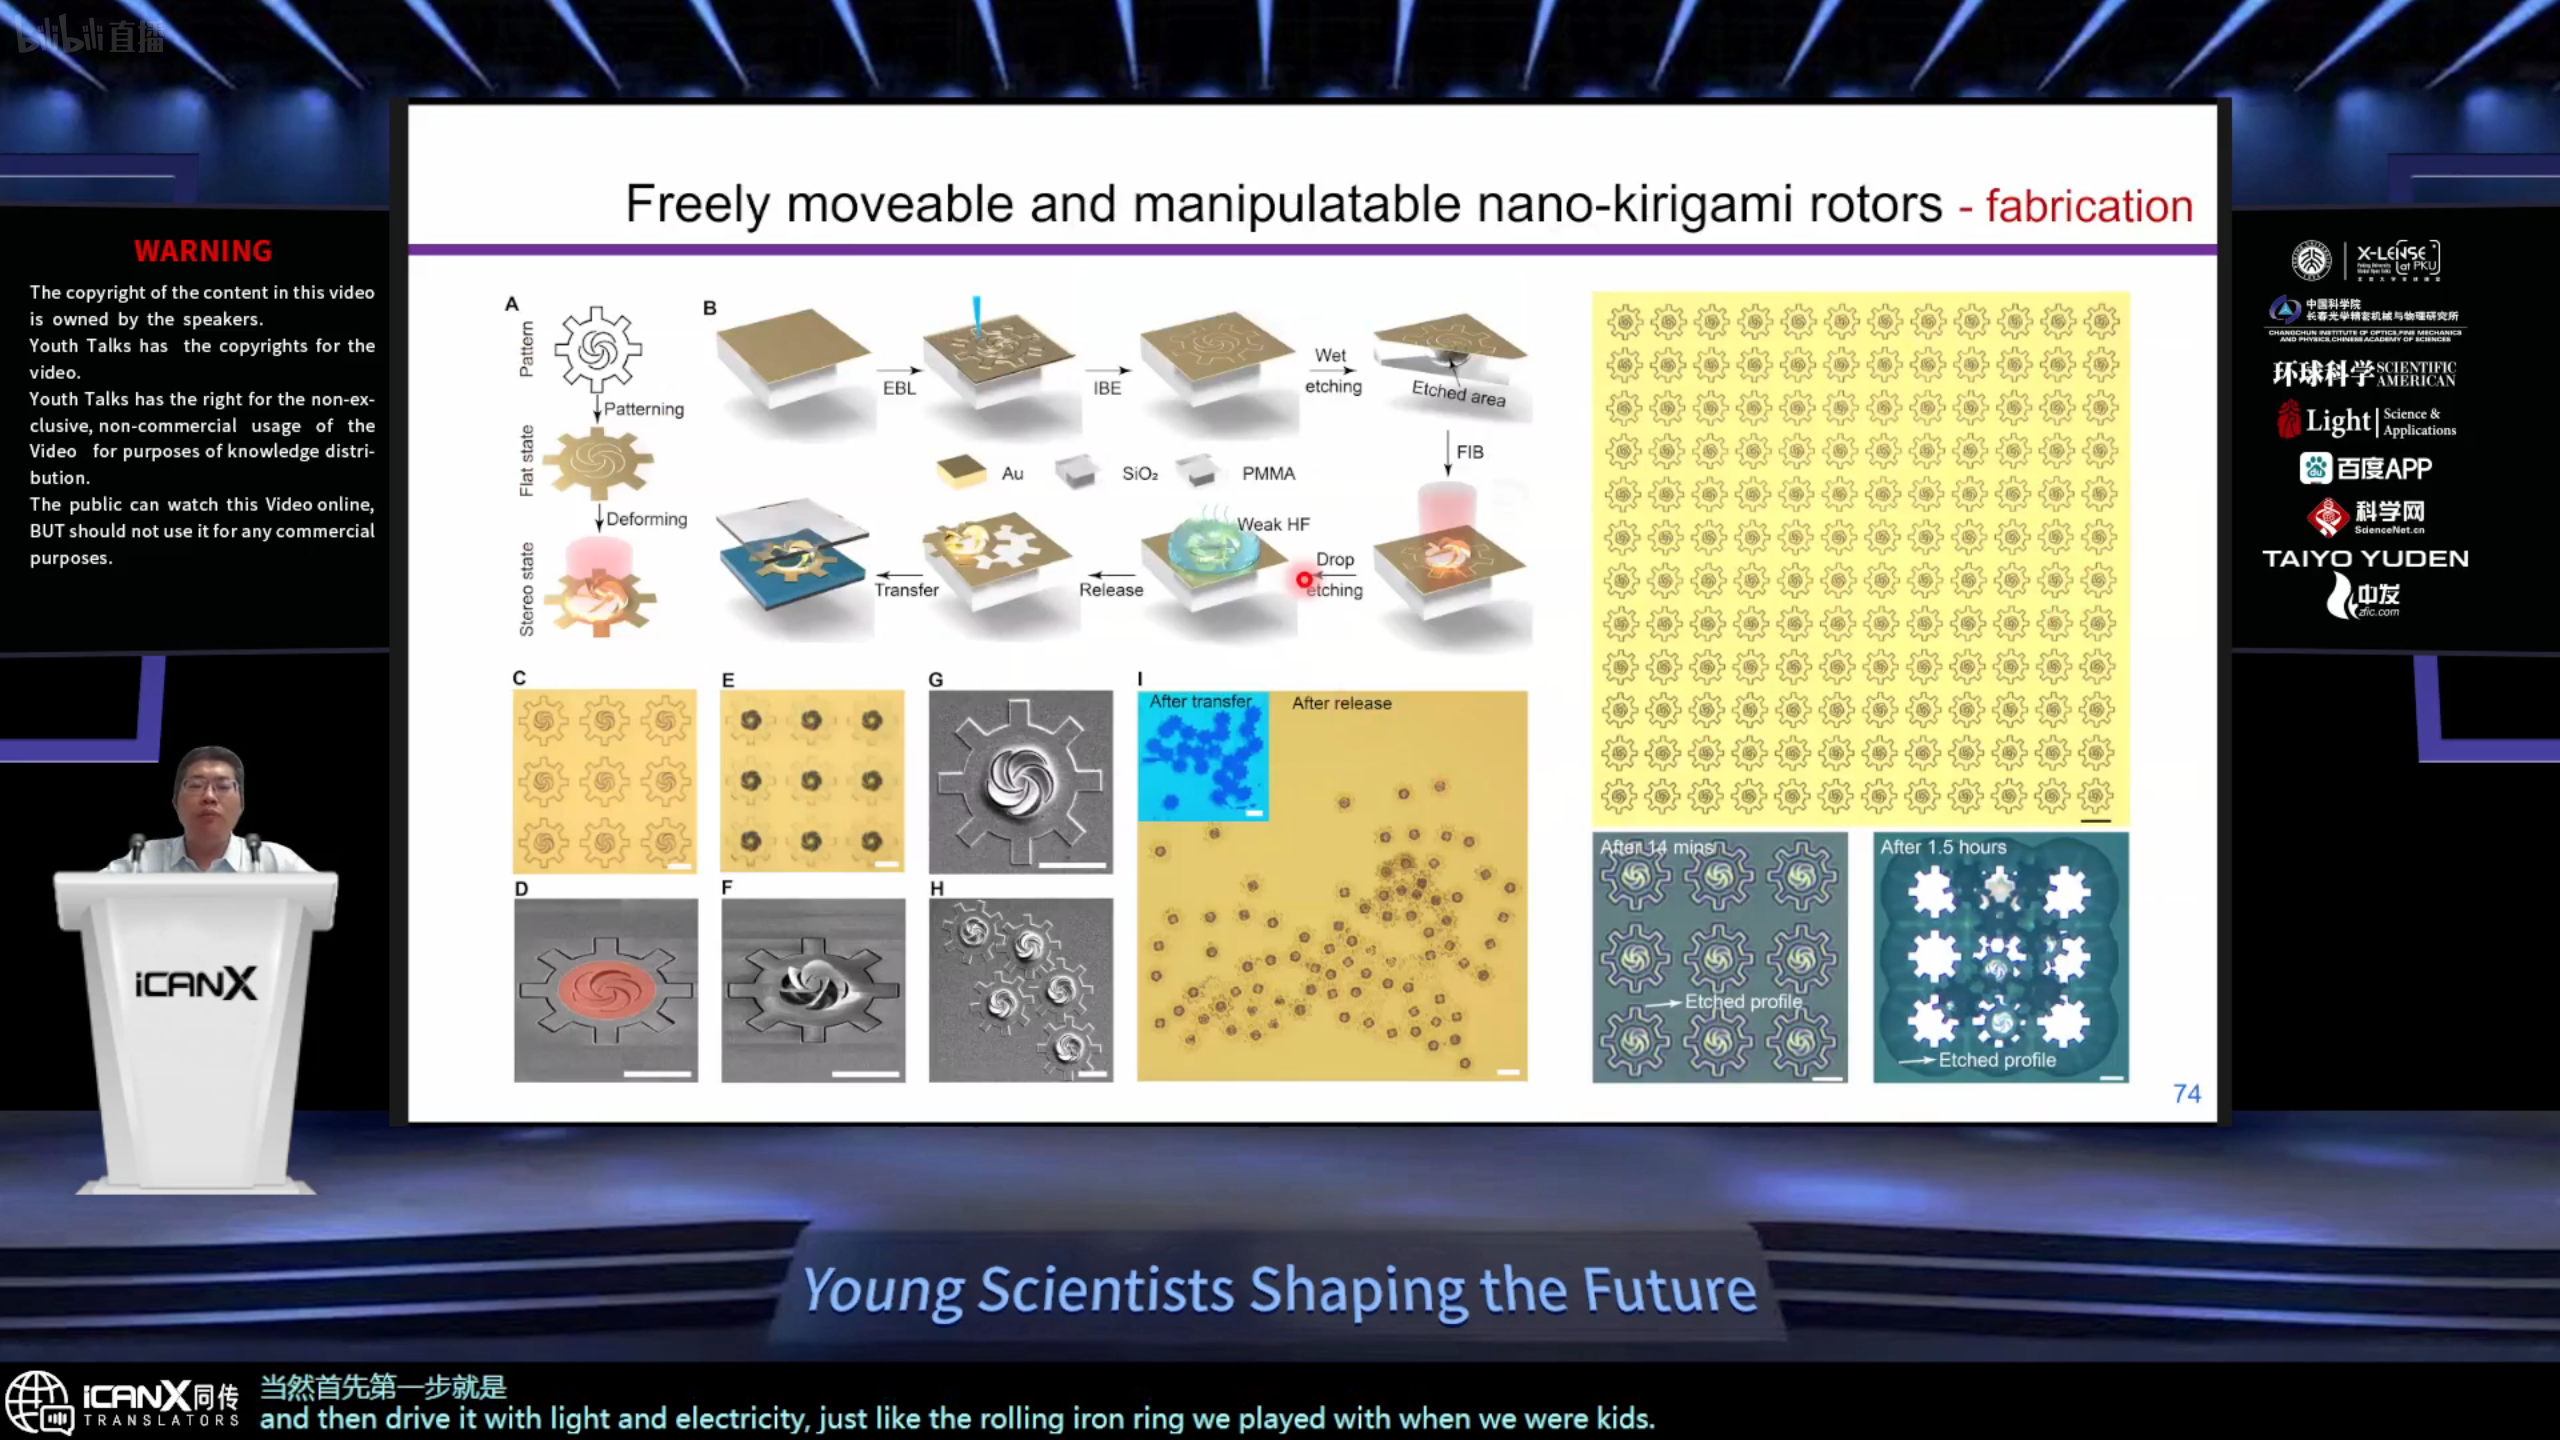 bilibili直播
WARNING
The copyright of the content in this video
is owned by the speakers.
Youth Talks has the copyrights for the
video.
Youth Talks has the right for the non-ex-
clusive, non-commercial usage of the
Video for purposes of knowledge distri-
bution.
The public can watch this Video online,
BUT should not use it for any commercial
purposes.
Freely moveable and manipulatable nano-kirigami rotors - fabrication
A
Pattern
Patterning
Flat state
Deforming
Stereo state
B
EBL
IBE
Wet
etching
Etched area
Au
SiO₂
PMMA
FIB
Weak HF
Drop
etching
Release
Transfer
C
E
G
I
After transfer
After release
D
F
H
After 14 mins
Etched profile
After 1.5 hours
Etched profile
74
X-LENSE
at PKU
中国科学院
长春光学精密机械与物理研究所
CHANGCHUN INSTITUTE OF OPTICS,FINE MECHANICS
AND PHYSICS,CHINESE ACADEMY OF SCIENCES
环球科学 SCIENTIFIC
AMERICAN
Light Science &
Applications
du 百度APP
科学网
ScienceNet.cn
TAIYO YUDEN
中发
zfic.com
iCANX
Young Scientists Shaping the Future
iCANX同传
TRANSLATORS
当然首先第一步就是
and then drive it with light and electricity, just like the rolling iron ring we played with when we were kids.